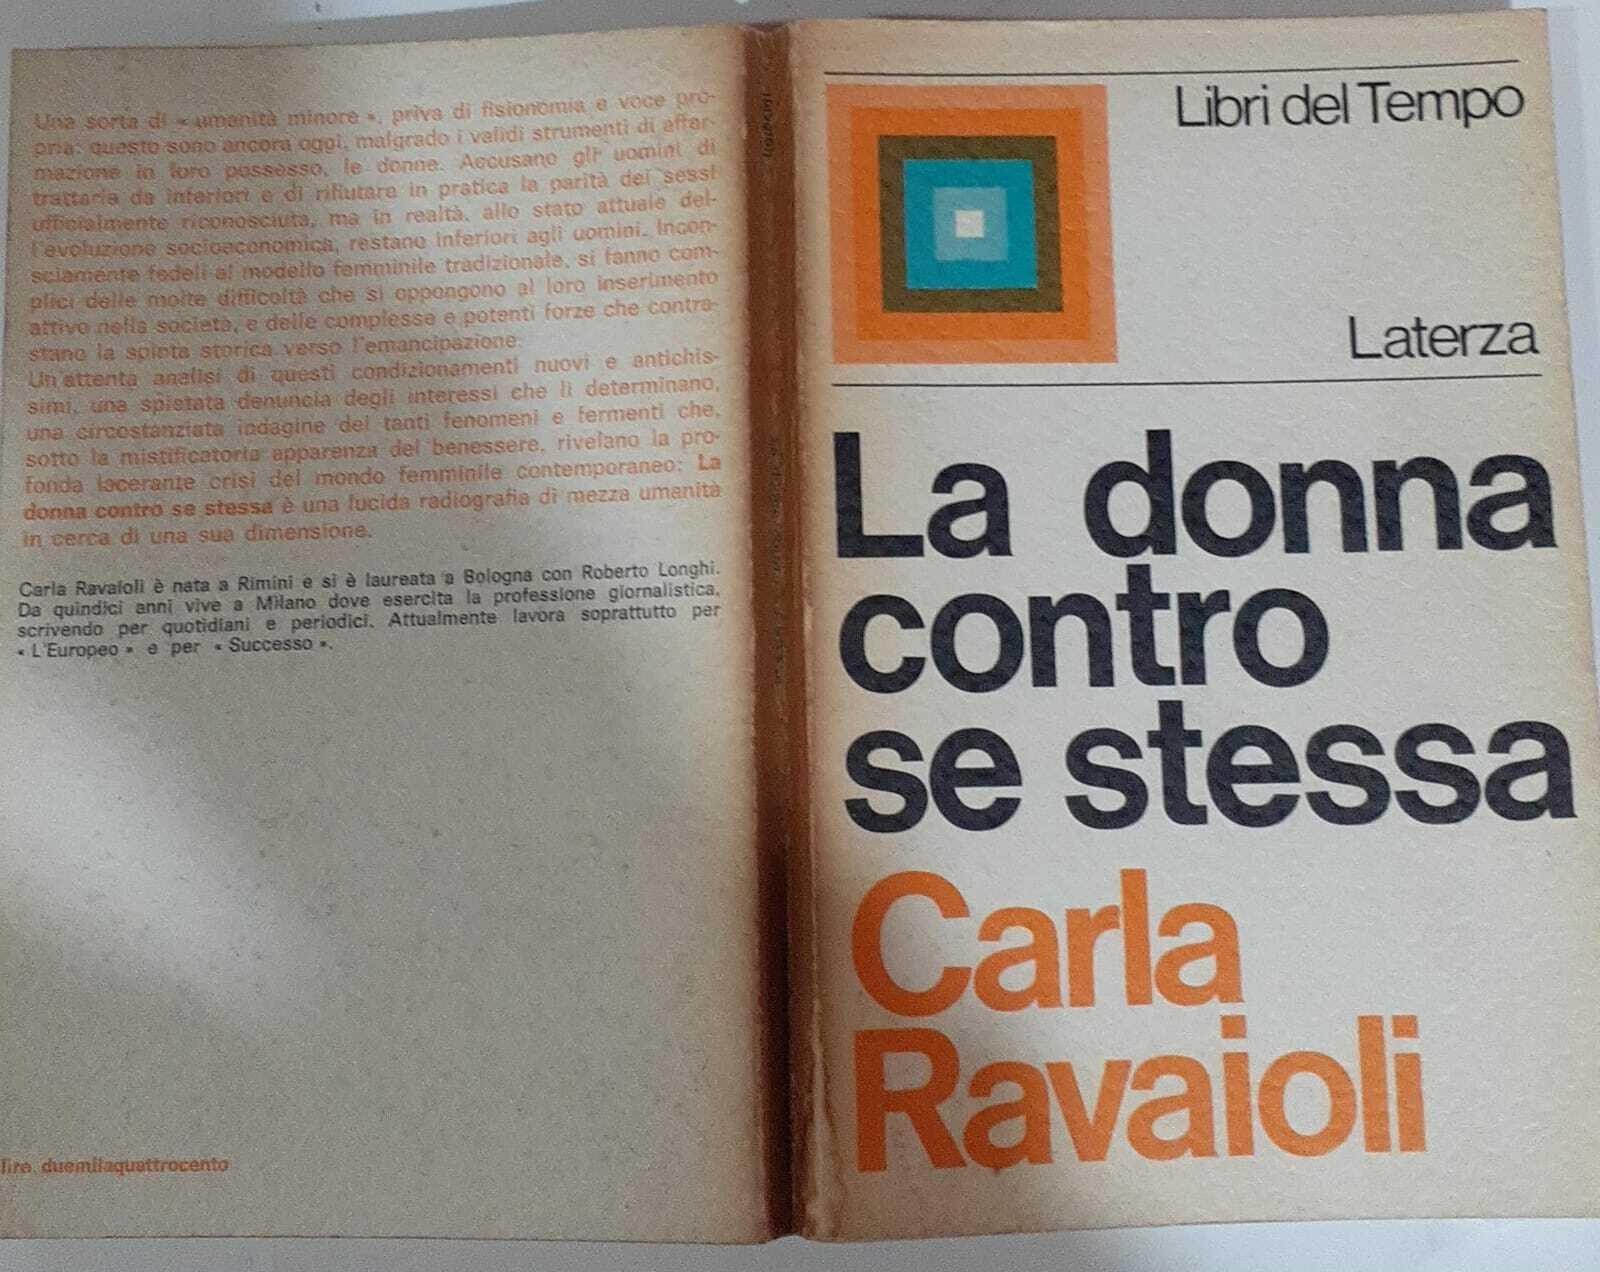 Una sorta di « umanità minore », priva di fisionomia e voce pro-
pria: questo sono ancora oggi, malgrado i validi strumenti di affer-
mazione in loro possesso, le donne. Accusano gli uomini di
trattarle da inferiori e di rifiutare in pratica la parità dei sessi
ufficialmente riconosciuta, ma in realtà, allo stato attuale del-
l'evoluzione socioeconomica, restano inferiori agli uomini. Incon-
sciamente fedeli al modello femminile tradizionale, si fanno com-
plici delle molte difficoltà che si oppongono al loro inserimento
attivo nella società, e delle complesse e potenti forze che contra-
stano la spinta storica verso l'emancipazione.
Un'attenta analisi di questi condizionamenti nuovi e antichis-
simi, una spietata denuncia degli interessi che li determinano,
una circostanziata indagine dei tanti fenomeni e fermenti che,
sotto la mistificatoria apparenza del benessere, rivelano la pro-
fonda lacerante crisi del mondo femminile contemporaneo: La
donna contro se stessa è una lucida radiografia di mezza umanità
in cerca di una sua dimensione.
Carla Ravaioli è nata a Rimini e si è laureata a Bologna con Roberto Longhi.
Da quindici anni vive a Milano dove esercita la professione giornalistica,
scrivendo per quotidiani e periodici. Attualmente lavora soprattutto per
« L'Europeo » e per « Successo ».
lire duemilaquattrocento
Libri del Tempo
Laterza
La donna
contro
se stessa
Carla
Ravaioli